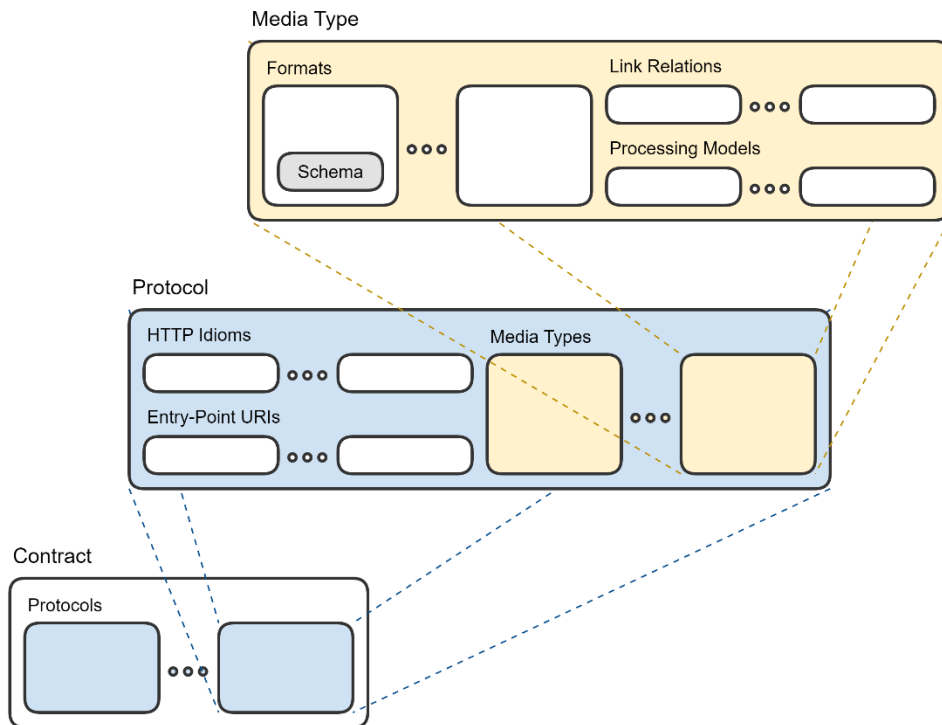 Media Type
Formats
Link Relations
Schema
Processing Models
Protocol
HTTP Idioms
Media Types
Entry-Point URIs
Contract
Protocols